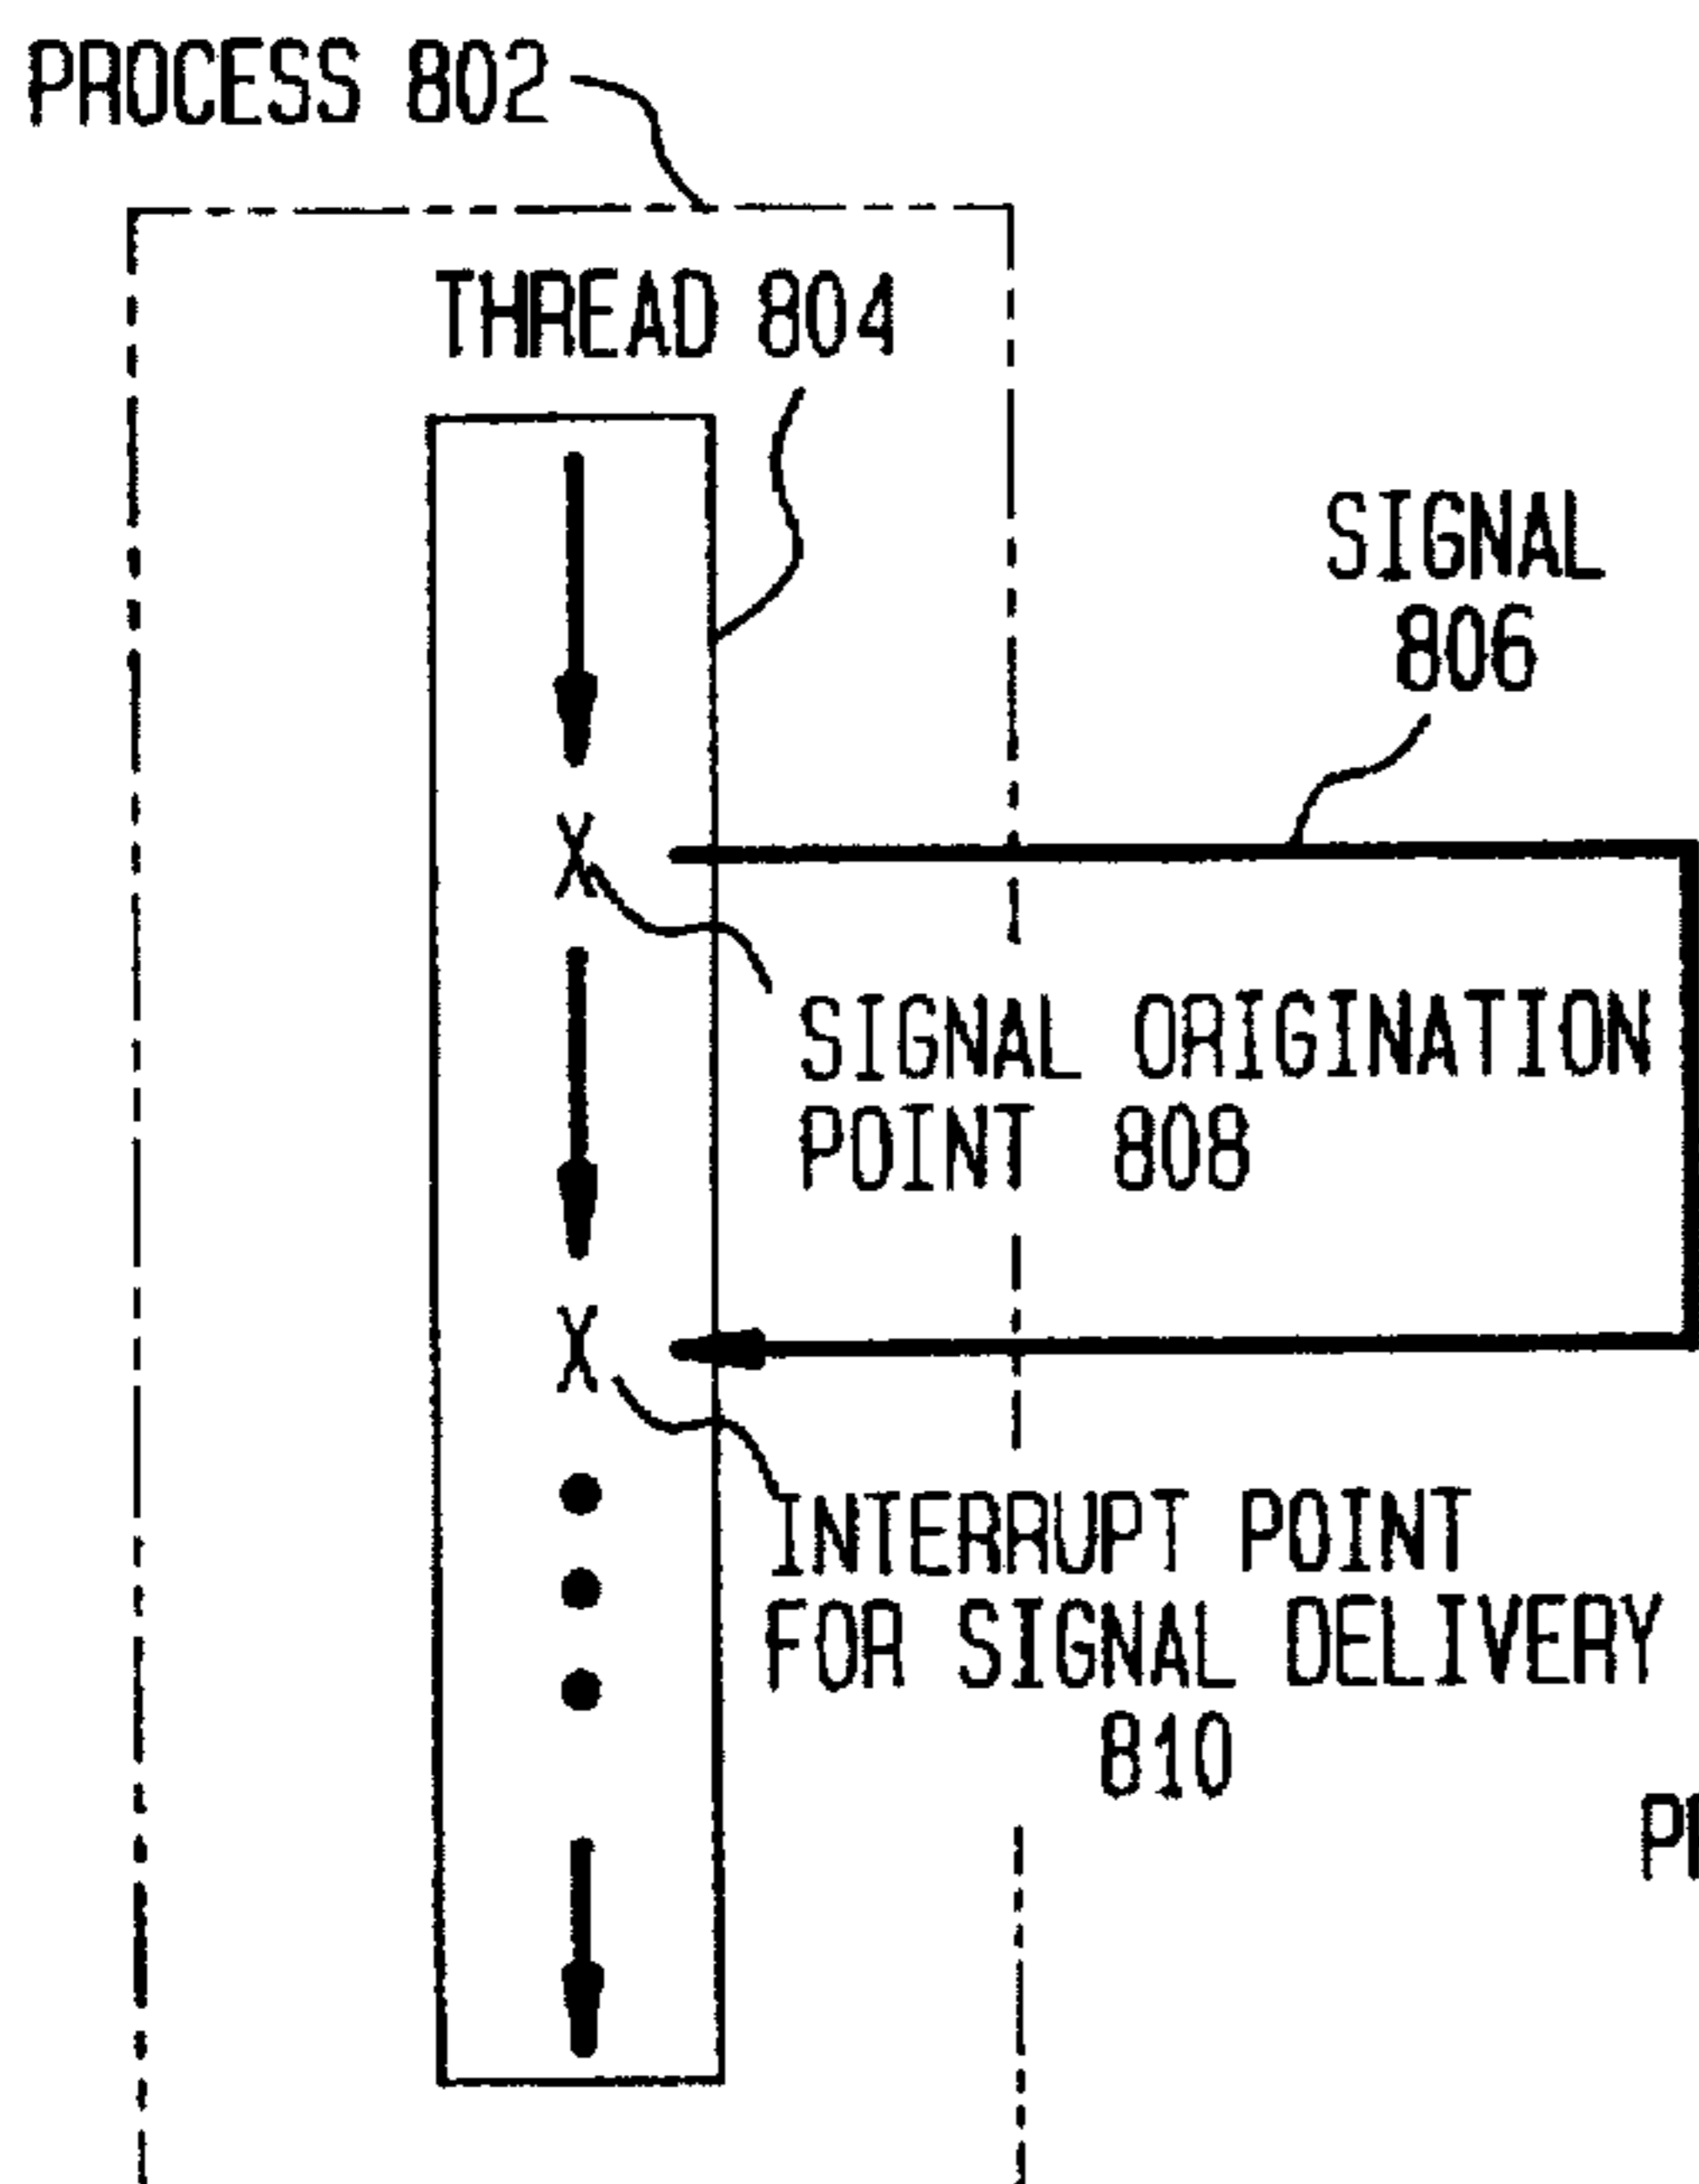 PROCESS 802
THREAD 804
SIGNAL
806
X
SIGNAL ORIGINATION
POINT 808
X
INTERRUPT POINT
FOR SIGNAL DELIVERY
810